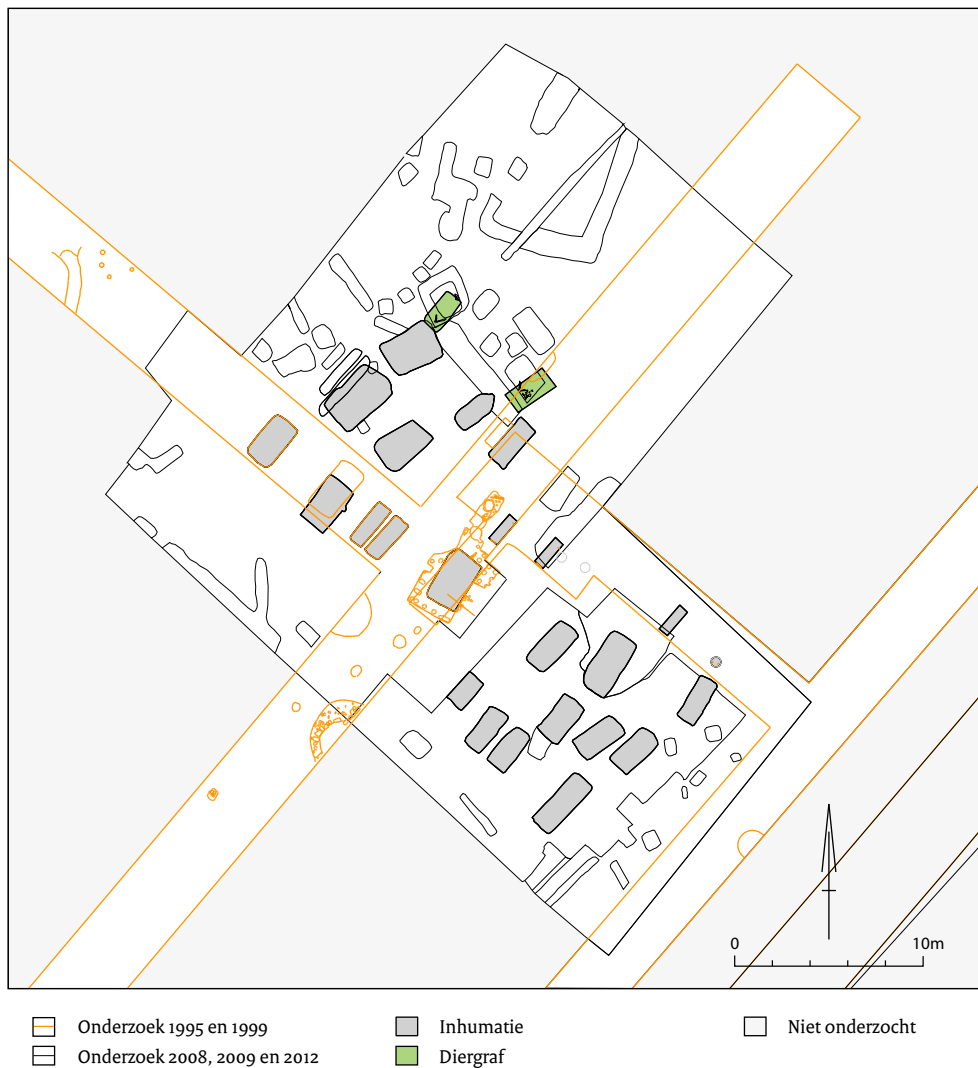 0 10m
Onderzoek 1995 en 1999
Inhumatie
Niet onderzocht
Onderzoek 2008, 2009 en 2012
Diergraf